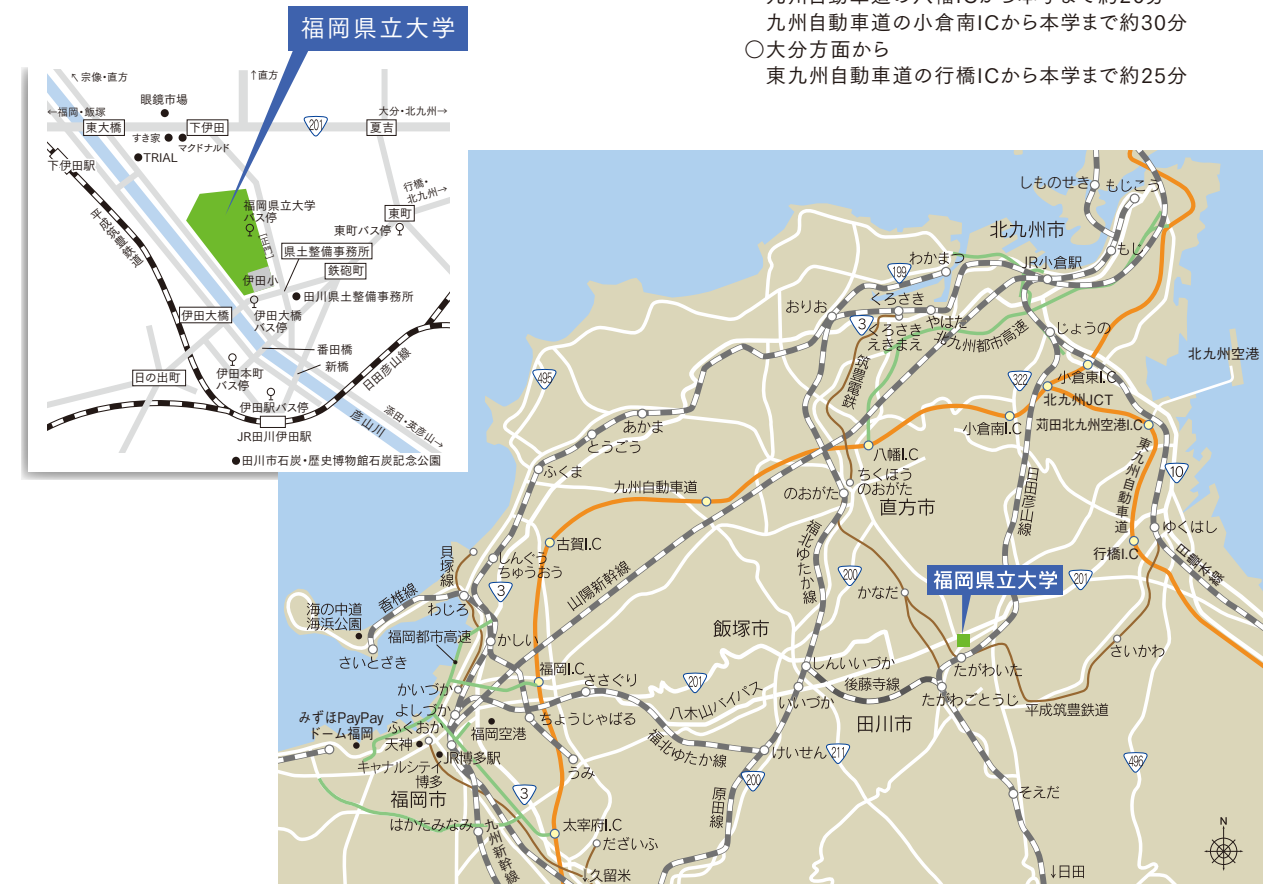 九州自動車道の小倉南ICから本学まで約30分
○大分方面から
東九州自動車道の行橋ICから本学まで約25分
福岡県立大学
↖宗像・直方
↑直方
眼鏡市場
←福岡・飯塚
大分・北九州→
東大橋
下伊田
201
夏吉
すき家
マクドナルド
TRIAL
下伊田駅
行橋・
北九州→
平成筑豊鉄道
福岡県立大学
バス停
東町
東町バス停
県土整備事務所
鉄砲町
伊田小
田川県土整備事務所
伊田大橋
伊田大橋
バス停
番田橋
新橋
日田彦山線
日の出町
伊田本町
バス停
伊田駅バス停
彦山川
添田・英彦山→
JR田川伊田駅
●田川市石炭・歴史博物館石炭記念公園
しものせき
もじこう
北九州市
もじ
わかまつ
199
JR小倉駅
おりお
くろさき
3
くろさき
えきまえ
やはた
北九州都市高速
じょうの
北九州空港
筑豊電鉄
495
322
小倉東I.C
北九州JCT
あかま
小倉南I.C
苅田北九州空港I.C
とうごう
八幡I.C
ふくま
ちくほう
のおがた
のおがた
九州自動車道
直方市
日田彦山線
東九州自動車道
10
ゆくはし
古賀I.C
福北ゆたか線
行橋I.C
日豊本線
貝塚線
しんぐう
ちゅうおう
山陽新幹線
200
福岡県立大学
201
3
かなだ
香椎線
わじろ
海の中道
海浜公園
飯塚市
福岡都市高速
かしい
さいとざき
さいかわ
福岡I.C
しんいいづか
たがわいた
ささぐり
201
後藤寺線
かいづか
八木山バイパス
いいづか
たがわごとうじ
平成筑豊鉄道
よしづか
みずほPayPay
ドーム福岡
ふくおか
ちょうじゃばる
田川市
福岡空港
天神
福北ゆたか線
JR博多駅
けいせん
211
496
キャナルシティ
博多
うみ
200
福岡市
3
原田線
そえだ
はかたみなみ
太宰府I.C
九州新幹線
だざいふ
N
↓久留米
↓日田